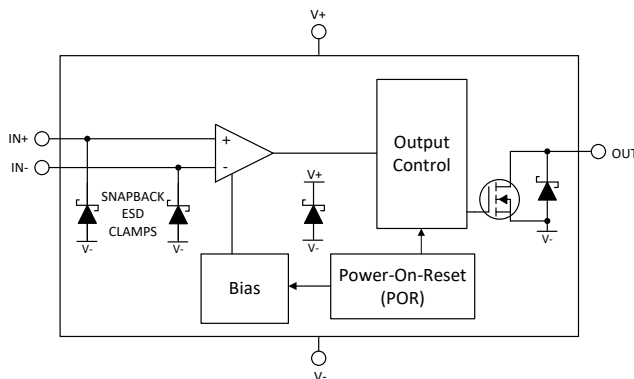 V+
IN+
+
IN-
-
Output
Control
OUT
V+
SNAPBACK
ESD
CLAMPS
V-
V-
V-
V-
Bias
Power-On-Reset
(POR)
V-